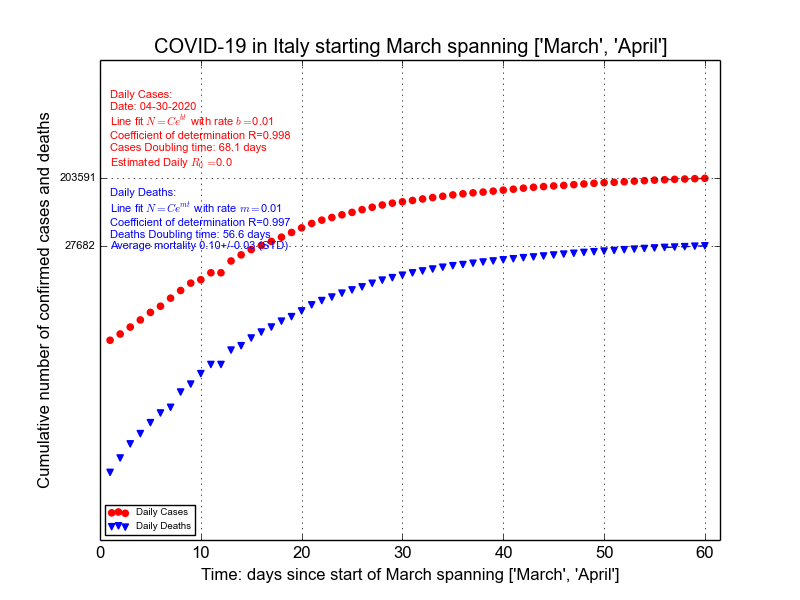 COVID-19 in Italy starting March spanning ['March', 'April']
Daily Cases:
Date: 04-30-2020
Line fit N = Ce^{bt} with rate b=0.01
Coefficient of determination R=0.998
Cases Doubling time: 68.1 days
Estimated Daily R_0 =0.0
203591
Daily Deaths:
Line fit N = Ce^{mt} with rate m=0.01
Coefficient of determination R=0.997
Deaths Doubling time: 56.6 days
27682
Average mortality 0.10+/-0.03 (STD)
Cumulative number of confirmed cases and deaths
Daily Cases
Daily Deaths
0 10 20 30 40 50 60
Time: days since start of March spanning ['March', 'April']